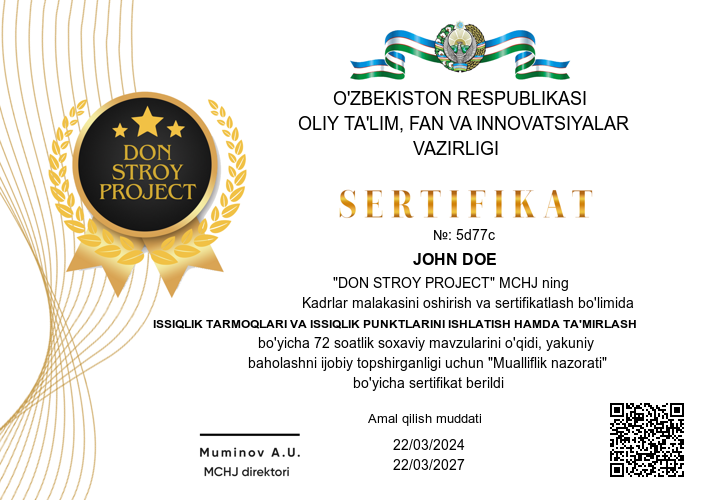 O'ZBEKISTON RESPUBLIKASI
OLIY TA'LIM, FAN VA INNOVATSIYALAR
VAZIRLIGI
DON
STROY
PROJECT
SERTIFIKAT
№: 5d77c
JOHN DOE
"DON STROY PROJECT" MCHJ ning
Kadrlar malakasini oshirish va sertifikatlash bo'limida
ISSIQLIK TARMOQLARI VA ISSIQLIK PUNKTLARINI ISHLATISH HAMDA TA'MIRLASH
bo'yicha 72 soatlik soxaviy mavzularini o'qidi, yakuniy
baholashni ijobiy topshirganligi uchun "Mualliflik nazorati"
bo'yicha sertifikat berildi
Amal qilish muddati
22/03/2024
22/03/2027
Muminov A.U.
MCHJ direktori